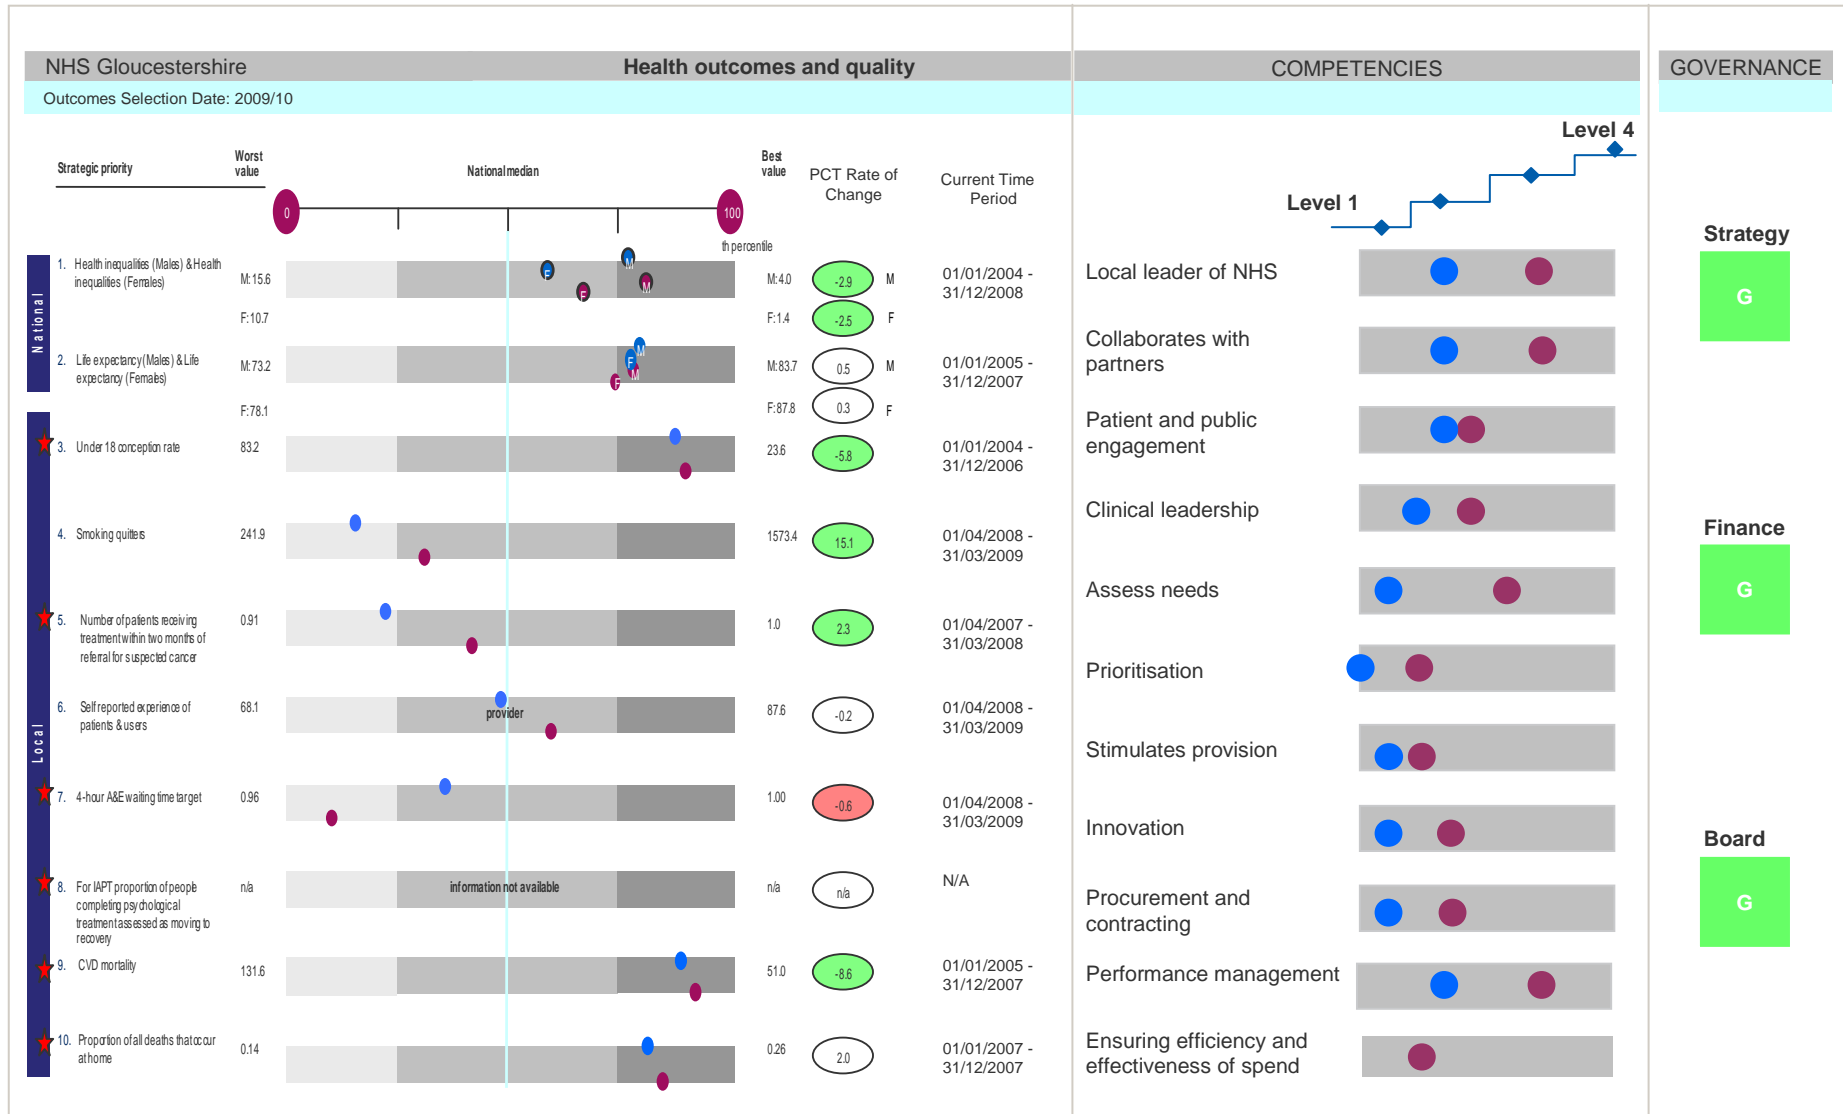 NHS Gloucestershire
Health outcomes and quality
COMPETENCIES
GOVERNANCE
Outcomes Selection Date: 2009/10
Strategic priority
Worst
value
National median
Best
value
PCT Rate of
Change
Current Time
Period
0
100
th percentile
National
1. Health inequalities (Males) & Health
inequalities (Females)
M:15.6
F:10.7
F
M
F
M
M:4.0
F:1.4
-2.9 M
-2.5 F
01/01/2004 -
31/12/2008
2. Life expectancy (Males) & Life
expectancy (Females)
M:73.2
F:78.1
M
F
M
F
M:83.7
F:87.8
0.5 M
0.3 F
01/01/2005 -
31/12/2007
Local
3. Under 18 conception rate
83.2
23.6
-5.8
01/01/2004 -
31/12/2006
4. Smoking quitters
241.9
1573.4
15.1
01/04/2008 -
31/03/2009
5. Number of patients receiving
treatment within two months of
referral for suspected cancer
0.91
1.0
2.3
01/04/2007 -
31/03/2008
6. Self reported experience of
patients & users
68.1
provider
87.6
-0.2
01/04/2008 -
31/03/2009
7. 4-hour A&E waiting time target
0.96
1.00
-0.6
01/04/2008 -
31/03/2009
8. For IAPT proportion of people
completing psychological
treatment assessed as moving to
recovery
n/a
information not available
n/a
n/a
N/A
9. CVD mortality
131.6
51.0
-8.6
01/01/2005 -
31/12/2007
10. Proportion of all deaths that occur
at home
0.14
0.26
2.0
01/01/2007 -
31/12/2007
Level 1
Level 4
Local leader of NHS
Collaborates with
partners
Patient and public
engagement
Clinical leadership
Assess needs
Prioritisation
Stimulates provision
Innovation
Procurement and
contracting
Performance management
Ensuring efficiency and
effectiveness of spend
Strategy
G
Finance
G
Board
G